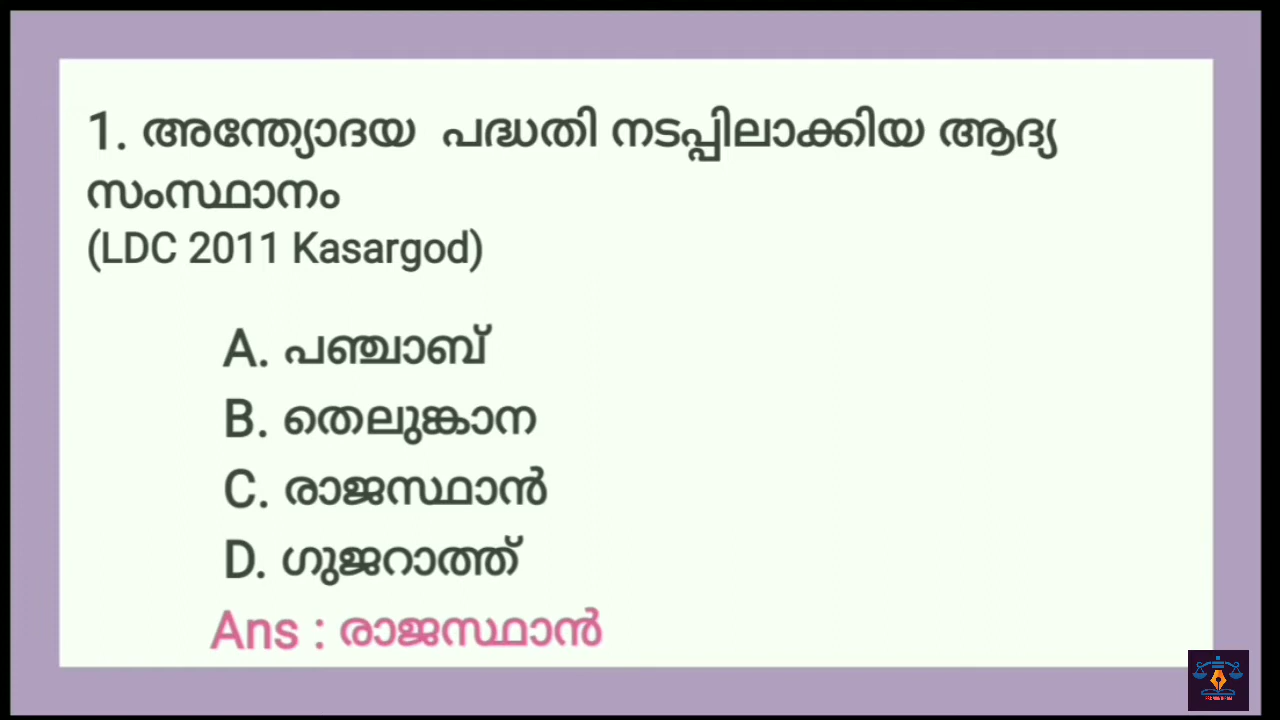 1. അന്ത്യോദയ പദ്ധതി നടപ്പിലാക്കിയ ആദ്യ
സംസ്ഥാനം
(LDC 2011 Kasargod)
A. പഞ്ചാബ്
B. തെലുങ്കാന
C. രാജസ്ഥാൻ
D. ഗുജറാത്ത്
Ans : രാജസ്ഥാൻ